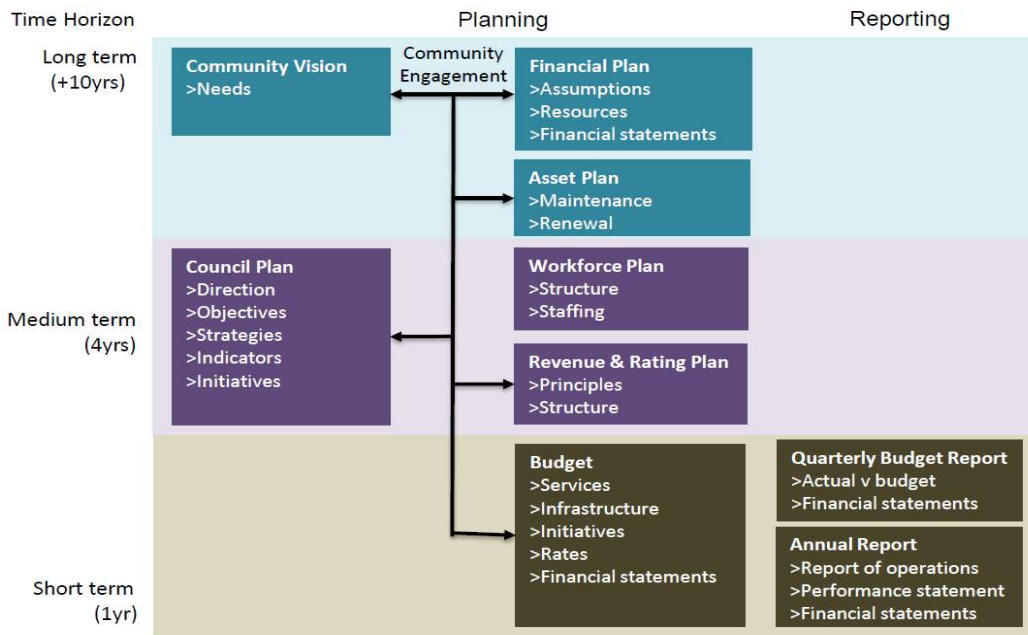 Time Horizon
Planning
Reporting
Long term
(+10yrs)
Community Vision
>Needs
Community
Engagement
Financial Plan
>Assumptions
>Resources
>Financial statements
Asset Plan
>Maintenance
>Renewal
Medium term
(4yrs)
Council Plan
>Direction
>Objectives
>Strategies
>Indicators
>Initiatives
Workforce Plan
>Structure
>Staffing
Revenue & Rating Plan
>Principles
>Structure
Short term
(1yr)
Budget
>Services
>Infrastructure
>Initiatives
>Rates
>Financial statements
Quarterly Budget Report
>Actual v budget
>Financial statements
Annual Report
>Report of operations
>Performance statement
>Financial statements